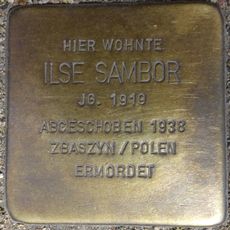 HIER WOHNTE
ILSE SAMBOR
JG. 1919
ABGESCHOBEN 1938
ZBASZYN / POLEN
ERMORDET